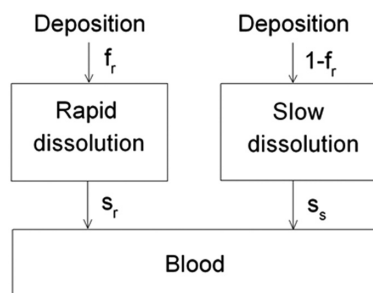 Deposition
f_r
Rapid
dissolution
s_r
Deposition
1-f_r
Slow
dissolution
s_s
Blood